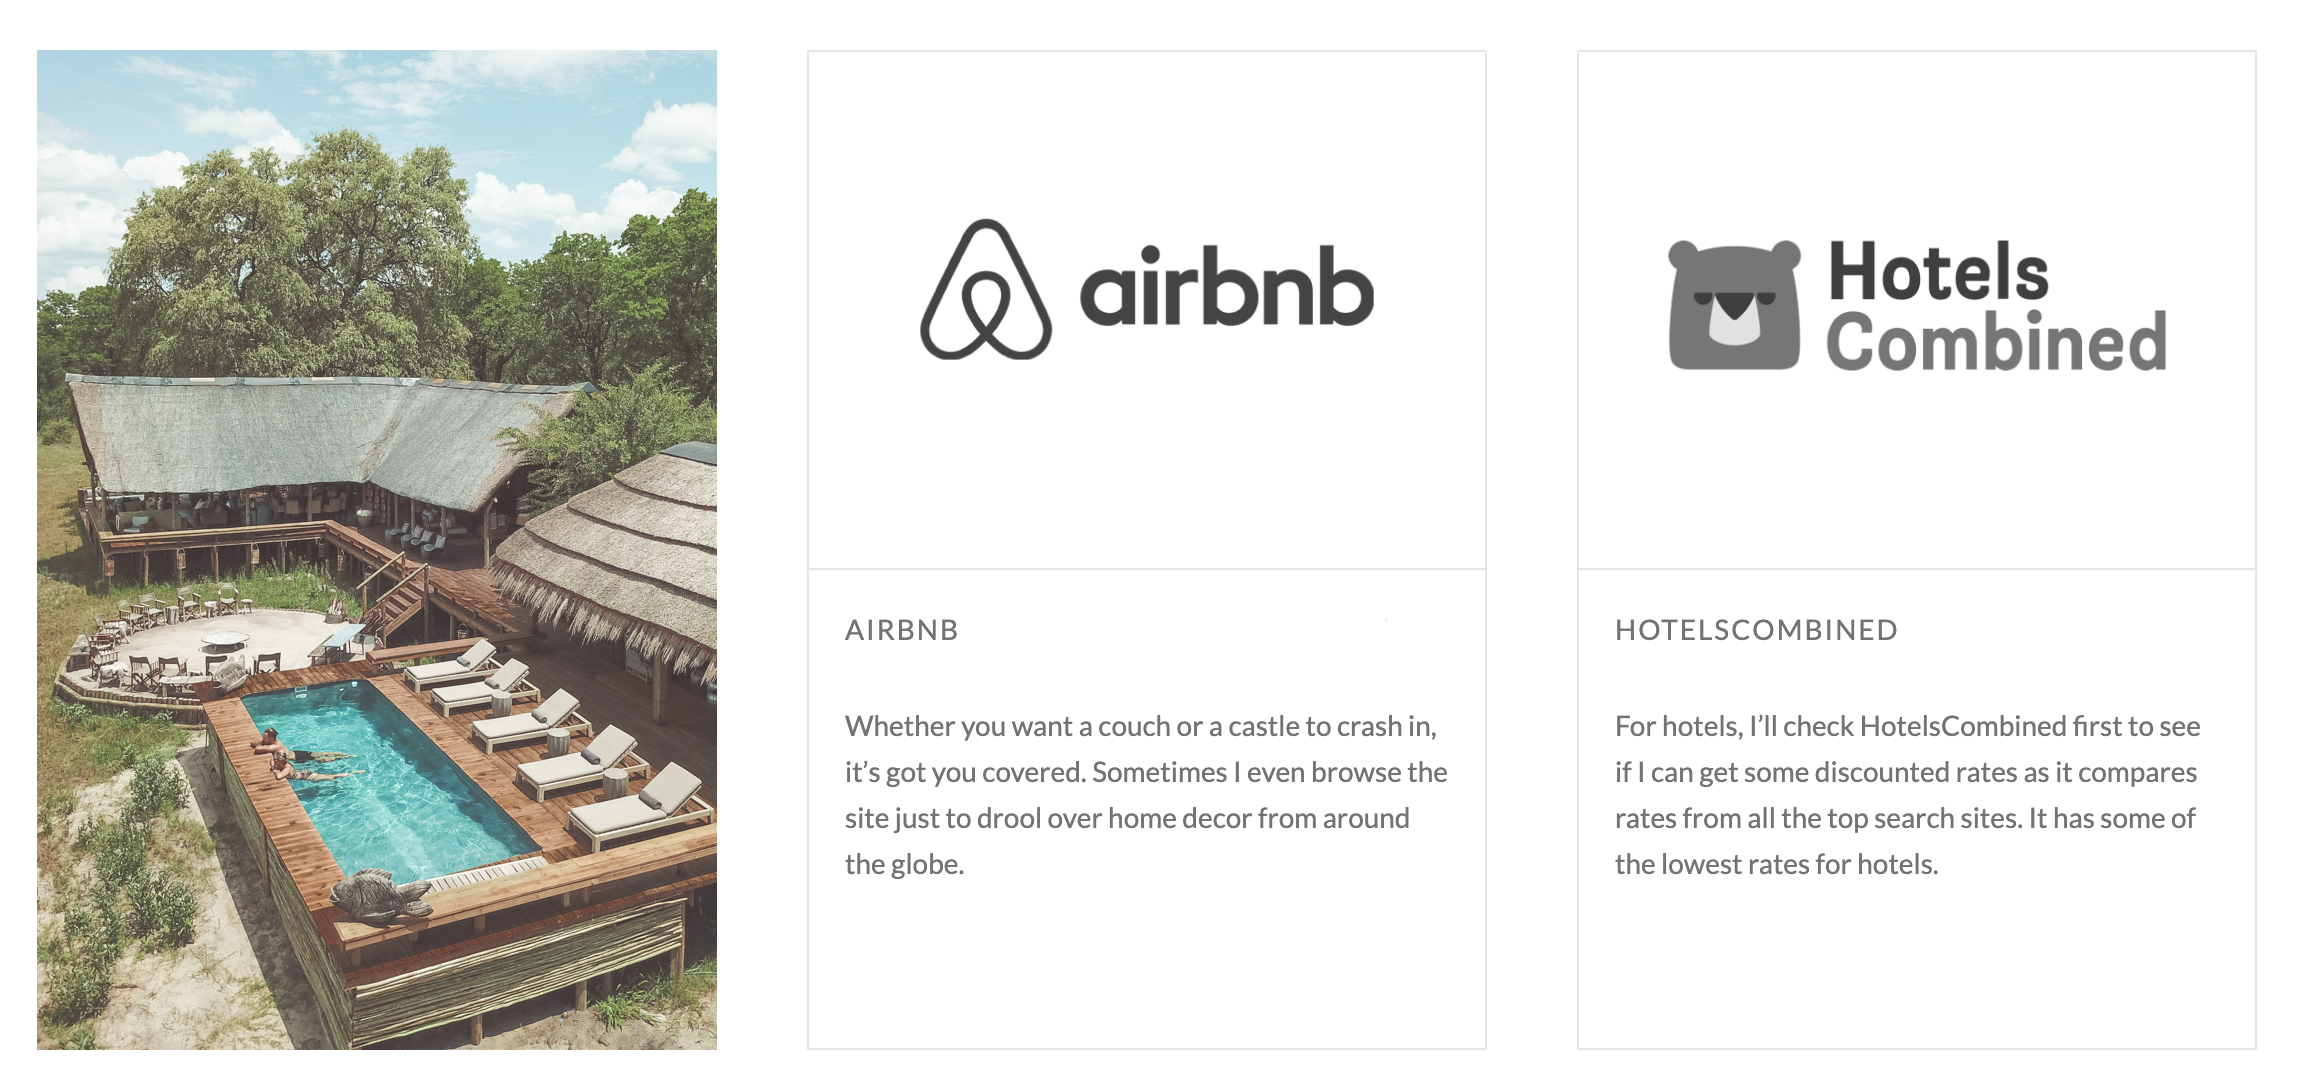 airbnb
Hotels
Combined
AIRBNB
Whether you want a couch or a castle to crash in,
it’s got you covered. Sometimes I even browse the
site just to drool over home decor from around
the globe.
HOTELSCOMBINED
For hotels, I’ll check HotelsCombined first to see
if I can get some discounted rates as it compares
rates from all the top search sites. It has some of
the lowest rates for hotels.